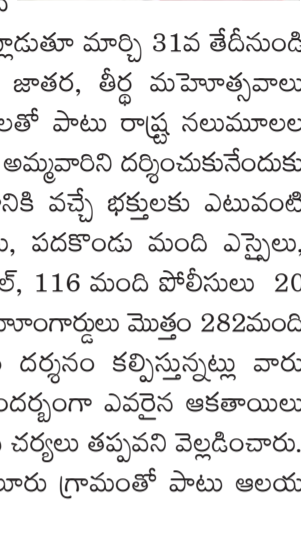 ల్లాడుతూ మార్చి 31వ తేదీనుండి
జాతర, తీర్థ మహోత్సవాలు
లతో పాటు రాష్ట్ర నలుమూలల
అమ్మవారిని దర్శించుకునేందుకు
నికి వచ్చే భక్తులకు ఎటువంటి
పదకొండు మంది ఎస్సైలు,
ల్, 116 మంది పోలీసులు 20
హోంగార్డులు మొత్తం 282మంది
దర్శనం కల్పిస్తున్నట్లు వారు
ందర్భంగా ఎవరైన ఆకతాయిలు
చర్యలు తప్పవని వెల్లడించారు.
గ్రామంతో పాటు ఆలయ